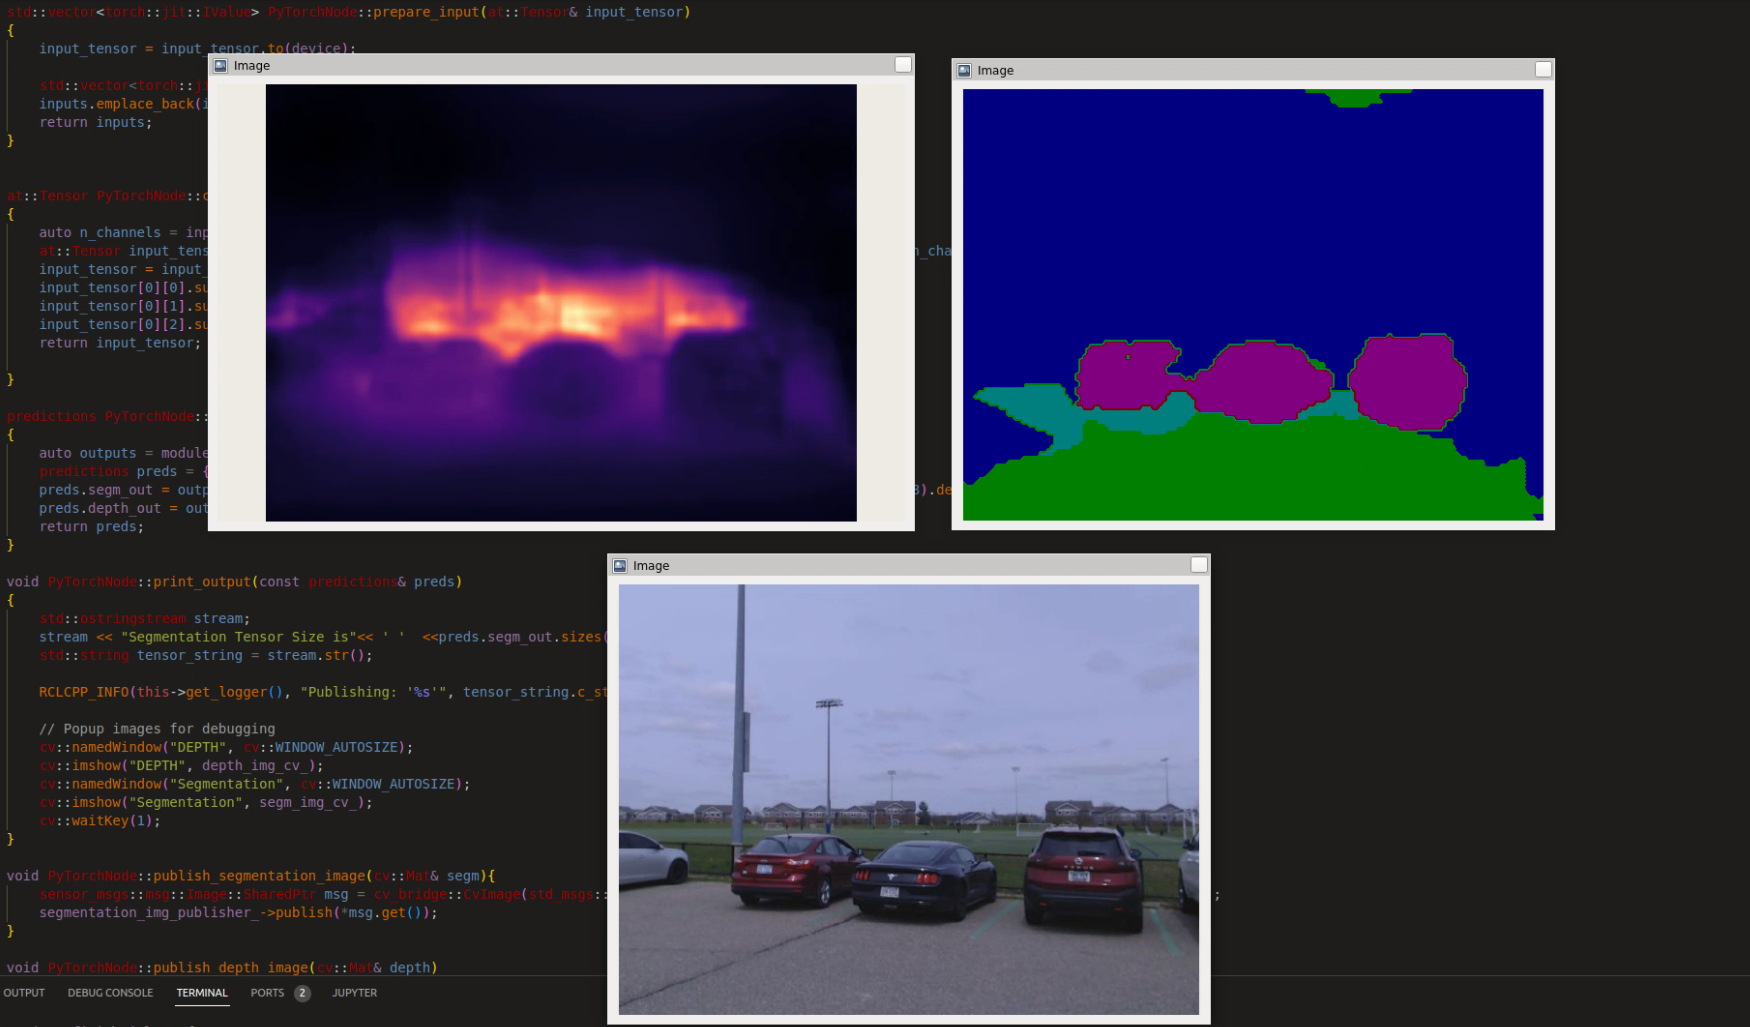 std::vector<torch::jit::IValue> PyTorchNode::prepare_input(at::Tensor& input_tensor)
{
input_tensor = input_tensor.to(device);
Image
Image
std::vector<torch::ji
inputs.emplace_back(i
return inputs;
}
at::Tensor PyTorchNode::c
{
auto n_channels = inp
at::Tensor input_tens
n_cha
input_tensor = input_
input_tensor[0][0].su
input_tensor[0][1].su
input_tensor[0][2].su
return input_tensor;
}
predictions PyTorchNode::
{
auto outputs = module
predictions preds = {
preds.segm_out = outp
3).de
preds.depth_out = out
return preds;
}
Image
void PyTorchNode::print_output(const predictions& preds)
{
std::ostringstream stream;
stream << "Segmentation Tensor Size is"<< ' '  <<preds.segm_out.sizes(
std::string tensor_string = stream.str();
RCLCPP_INFO(this->get_logger(), "Publishing: '%s'", tensor_string.c_st
// Popup images for debugging
cv::namedWindow("DEPTH", cv::WINDOW_AUTOSIZE);
cv::imshow("DEPTH", depth_img_cv_);
cv::namedWindow("Segmentation", cv::WINDOW_AUTOSIZE);
cv::imshow("Segmentation", segm_img_cv_);
cv::waitKey(1);
}
void PyTorchNode::publish_segmentation_image(cv::Mat& segm){
sensor_msgs::msg::Image::SharedPtr msg = cv_bridge::CvImage(std_msgs::
;
segmentation_img_publisher_->publish(*msg.get());
}
void PyTorchNode::publish_depth_image(cv::Mat& depth)
OUTPUT DEBUG CONSOLE TERMINAL PORTS 2 JUPYTER